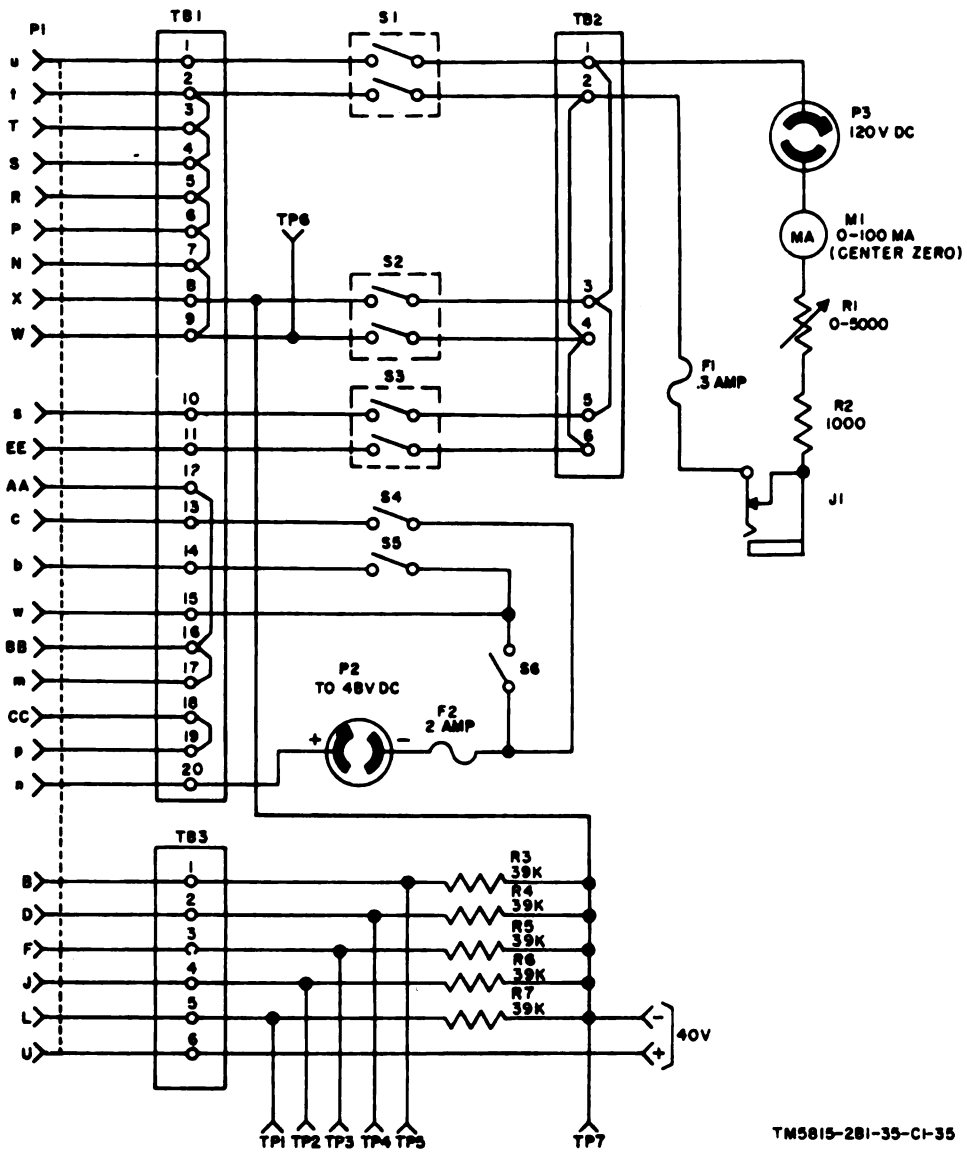 P1
TB1
S1
TB2
u
1
1
t
2
2
P3
120V DC
T
3
S
4
R
5
P
6
TP6
M1
MA
0-100 MA
(CENTER ZERO)
N
7
S2
X
8
3
R1
0-5000
W
9
4
S3
F1
.3 AMP
s
10
5
R2
1000
EE
11
6
AA
12
J1
c
13
S4
b
14
S5
w
15
BB
16
S6
m
17
P2
TO 48V DC
CC
18
F2
2 AMP
p
19
+
-
n
20
TB3
B
1
R3
39K
D
2
R4
39K
F
3
R5
39K
J
4
R6
39K
L
5
R7
39K
-
40V
U
6
+
TP1 TP2 TP3 TP4 TP5
TP7
TM5815-281-35-C1-35